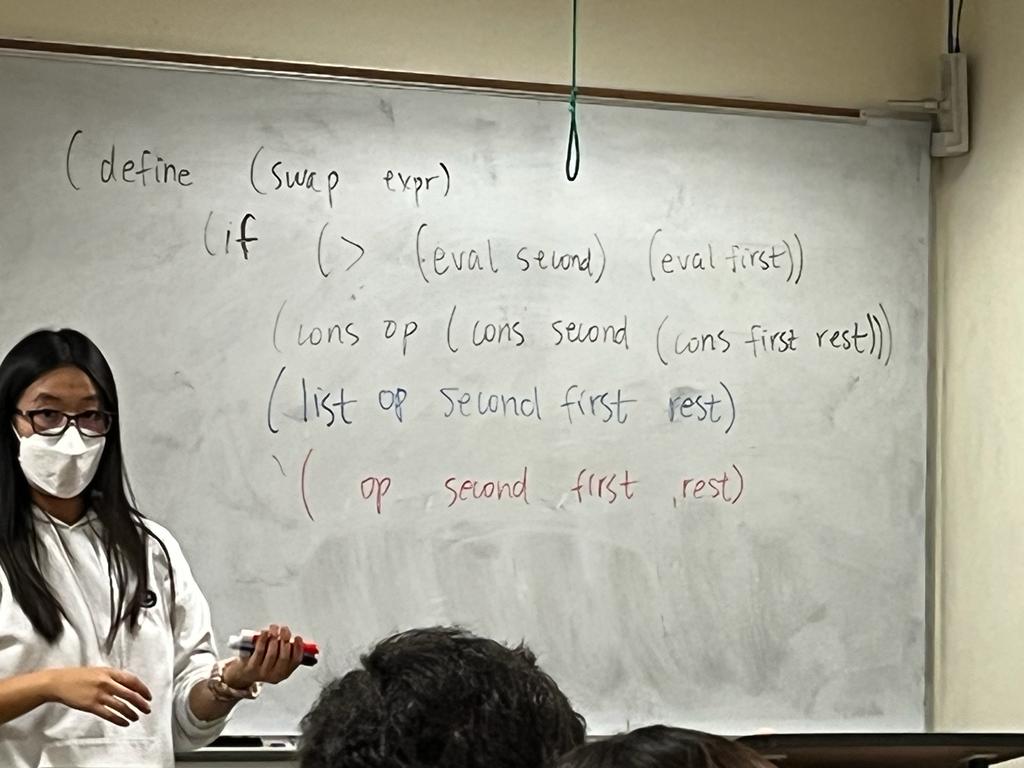 (define (swap expr)
(if (> (eval second) (eval first))
(cons op (cons second (cons first rest)))
(list op second first rest)
`( op second first ,rest)